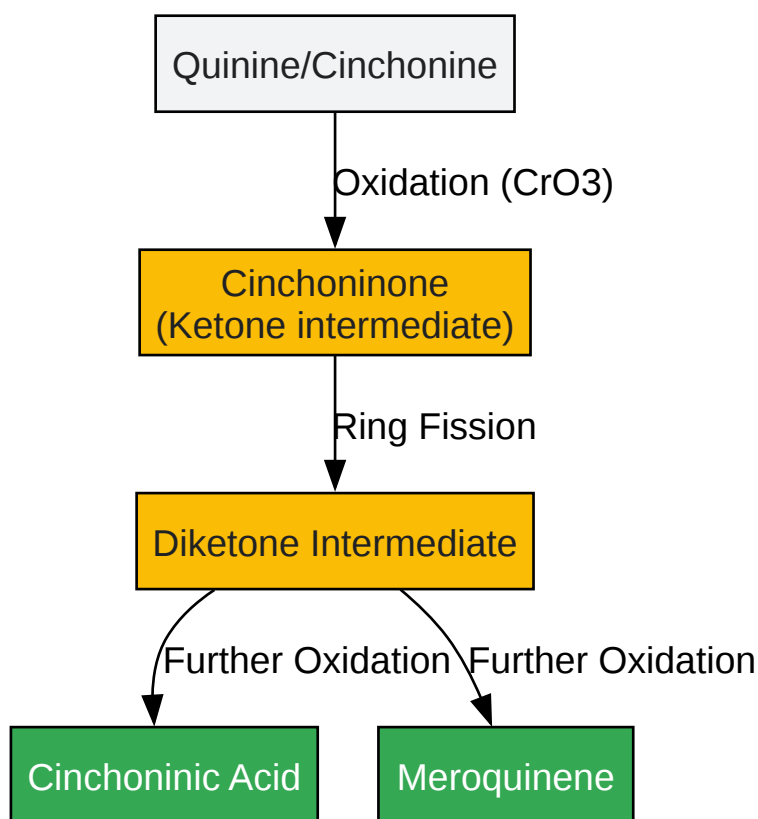 Quinine/Cinchonine
Oxidation (CrO3)
Cinchoninone
(Ketone intermediate)
Ring Fission
Diketone Intermediate
Further Oxidation
Further Oxidation
Cinchoninic Acid
Meroquinene